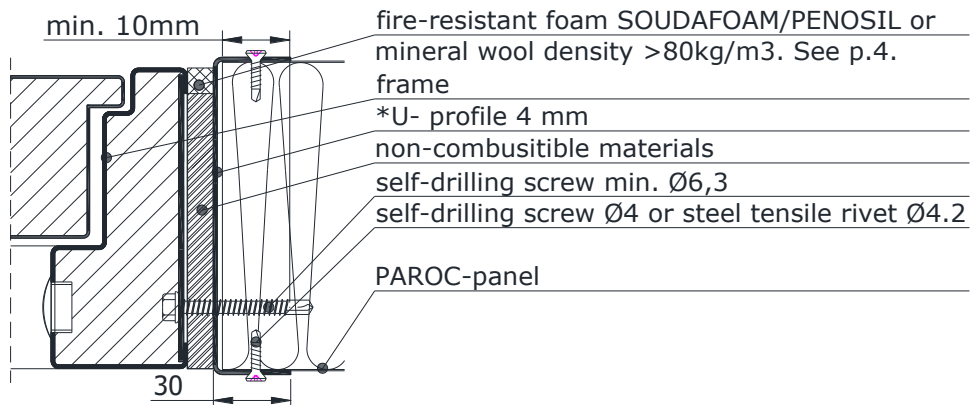 min. 10mm
fire-resistant foam SOUDAFOAM/PENOSIL or
mineral wool density >80kg/m3. See p.4.
frame
*U- profile 4 mm
non-combusitible materials
self-drilling screw min. Ø6,3
self-drilling screw Ø4 or steel tensile rivet Ø4.2
PAROC-panel
30